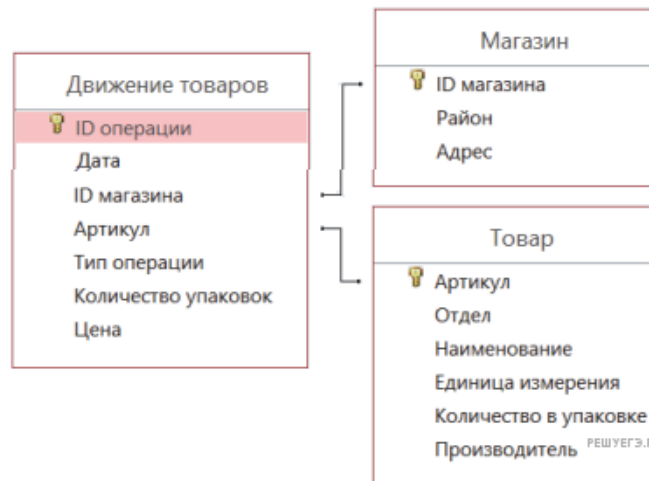 Движение товаров
ID операции
Дата
ID магазина
Артикул
Тип операции
Количество упаковок
Цена
Магазин
ID магазина
Район
Адрес
Товар
Артикул
Отдел
Наименование
Единица измерения
Количество в упаковке
Производитель